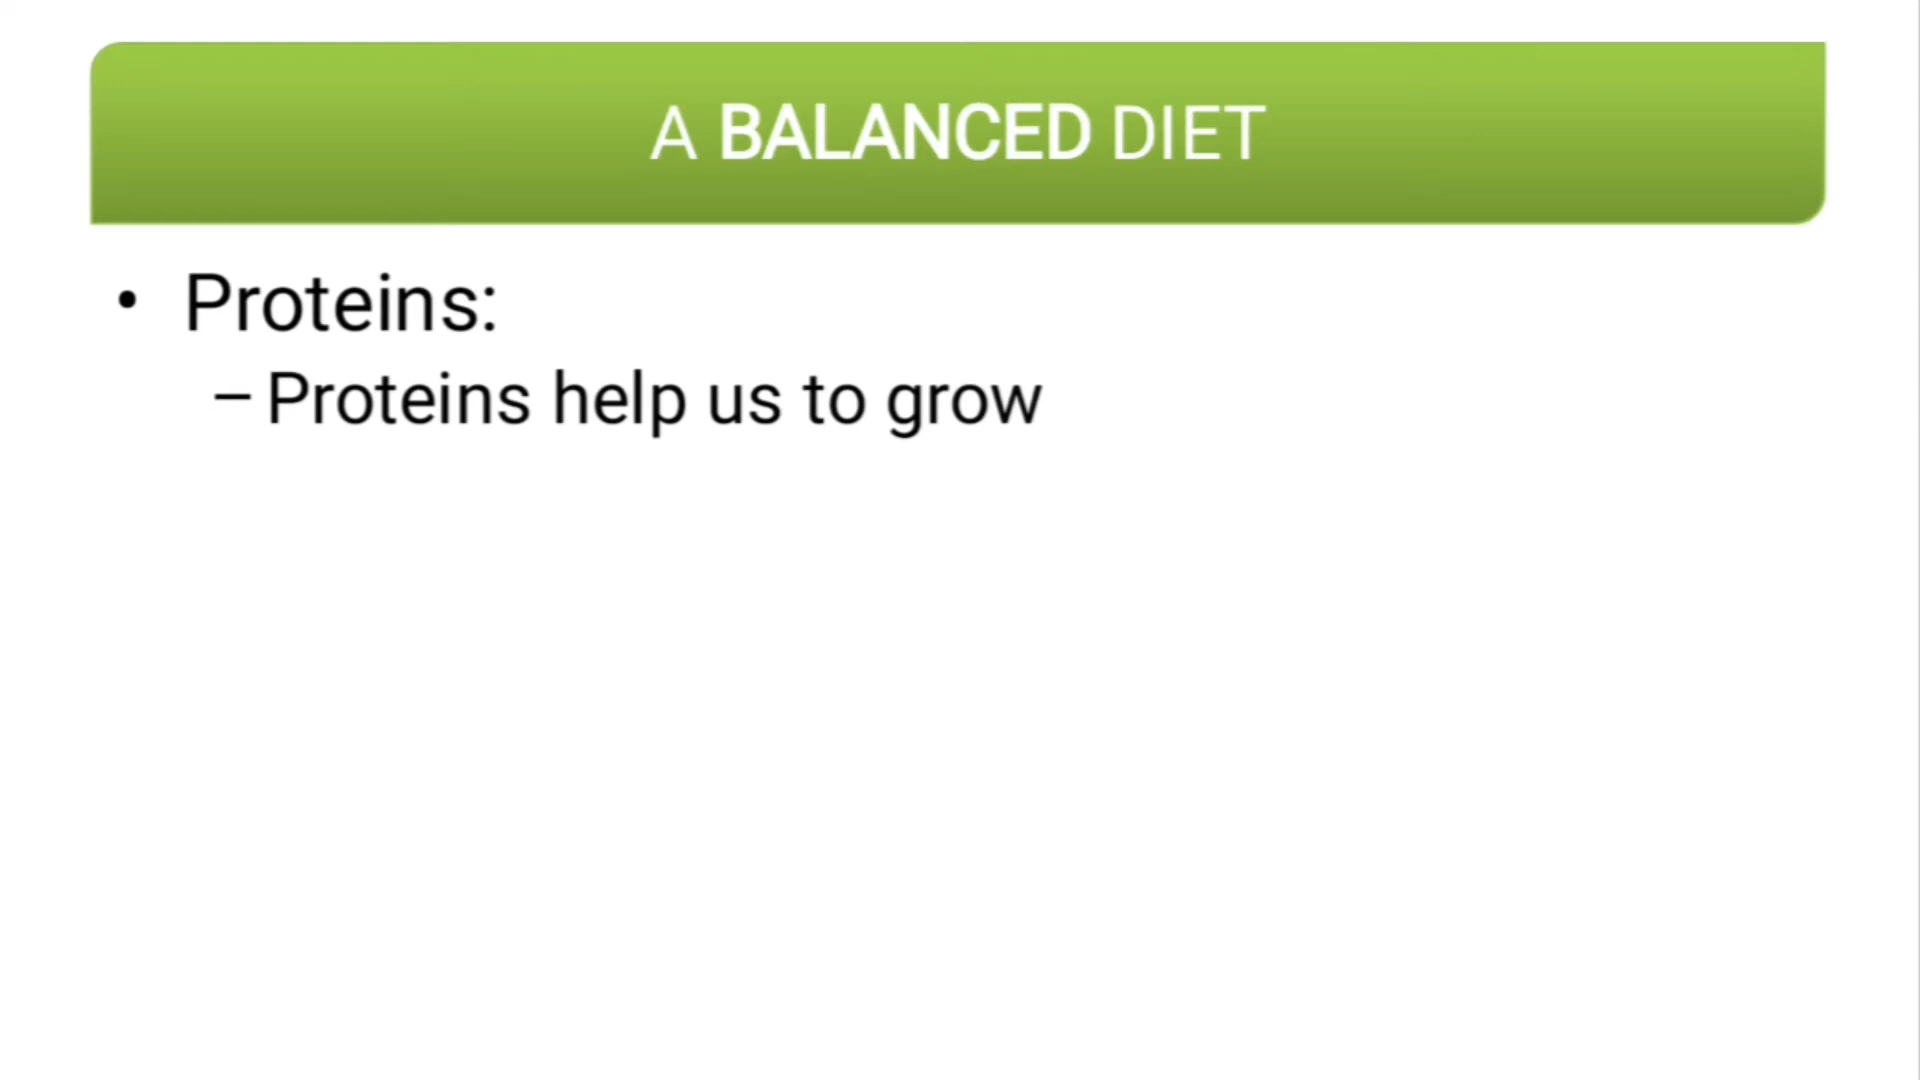 A BALANCED DIET
• Proteins:
– Proteins help us to grow